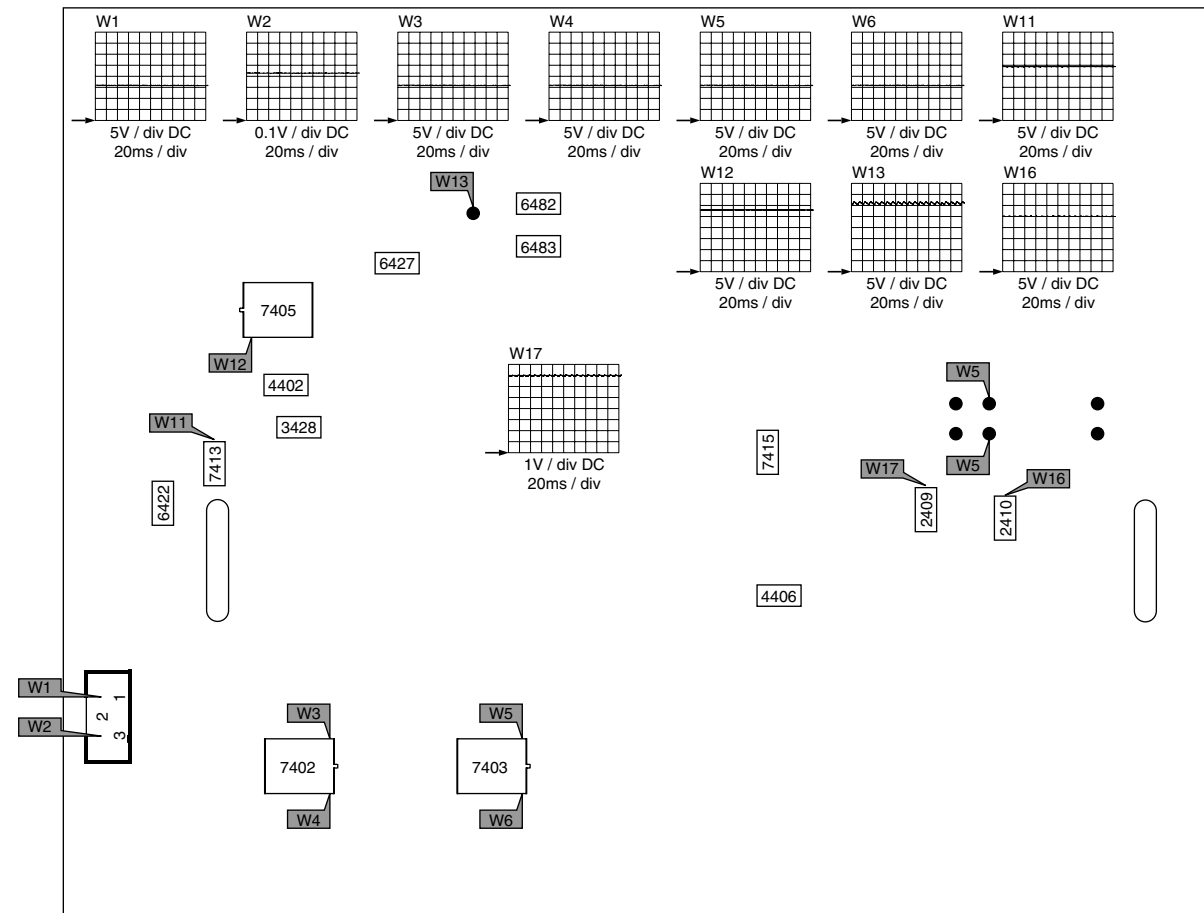 W1 W2 W3 W4 W5 W6 W11
5V / div DC 0.1V / div DC 5V / div DC 5V / div DC 5V / div DC 5V / div DC 5V / div DC
20ms / div 20ms / div 20ms / div 20ms / div 20ms / div 20ms / div 20ms / div
W12 W13 W16
5V / div DC 5V / div DC 5V / div DC
20ms / div 20ms / div 20ms / div
W13
6482
6483
6427
7405
W12
4402
W11
3428
7413
6422
W17
1V / div DC
20ms / div
W5
7415
W5
W17
W16
2409
2410
4406
W1
W2
1
2
3
W3
7402
W4
W5
7403
W6